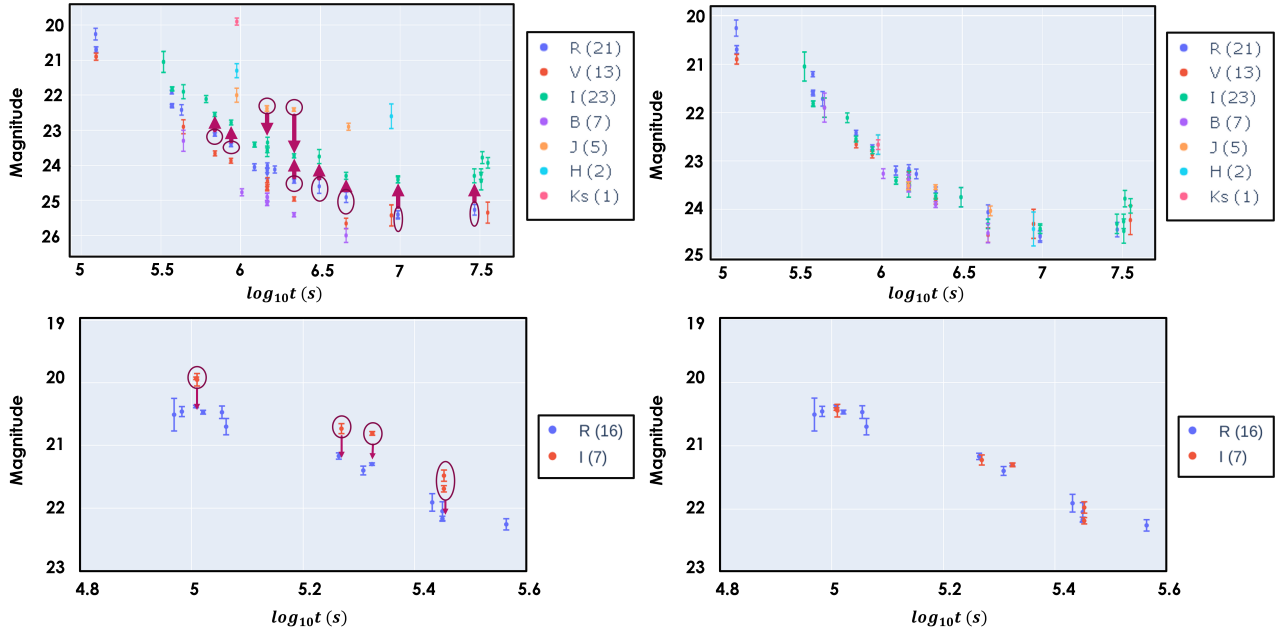 20
21
22
23
24
25
26
Magnitude
5
5.5
6
6.5
7
7.5
log₁₀t (s)
R (21)
V (13)
I (23)
B (7)
J (5)
H (2)
Ks (1)
20
21
22
23
24
25
Magnitude
5
5.5
6
6.5
7
7.5
log₁₀t (s)
R (21)
V (13)
I (23)
B (7)
J (5)
H (2)
Ks (1)
19
20
21
22
23
Magnitude
4.8
5
5.2
5.4
5.6
log₁₀t (s)
R (16)
I (7)
19
20
21
22
23
Magnitude
4.8
5
5.2
5.4
5.6
log₁₀t (s)
R (16)
I (7)